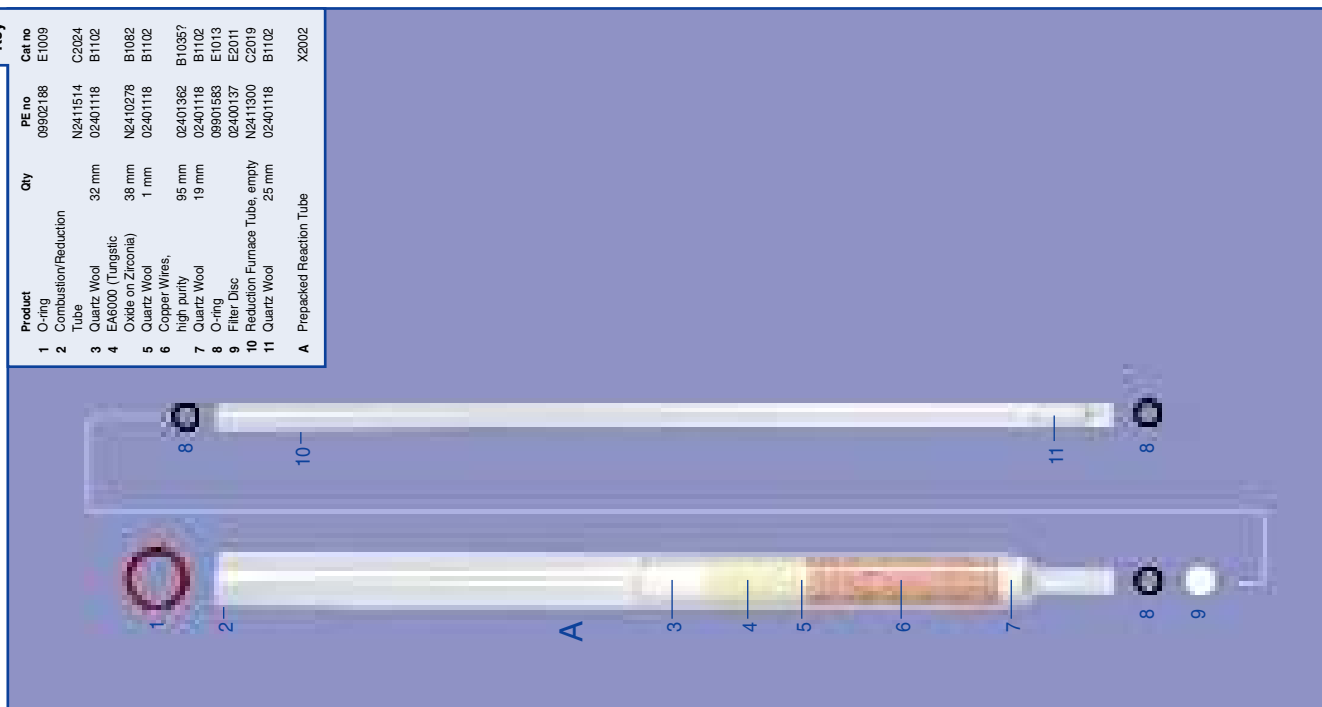 Product Qty PE no Cat no
1 O-ring 09902188 E1009
2 Combustion/Reduction
Tube N2411514 C2024
3 Quartz Wool 32 mm 02401118 B1102
4 EA6000 (Tungstic
Oxide on Zirconia) 38 mm N2410278 B1082
5 Quartz Wool 1 mm 02401118 B1102
6 Copper Wires,
high purity 95 mm 02401362 B1035?
7 Quartz Wool 19 mm 02401118 B1102
8 O-ring 09901583 E1013
9 Filter Disc 02400137 E2011
10 Reduction Furnace Tube, empty N2411300 C2019
11 Quartz Wool 25 mm 02401118 B1102
A Prepacked Reaction Tube X2002
8
10
11
8
1
2
A
3
4
5
6
7
8
9